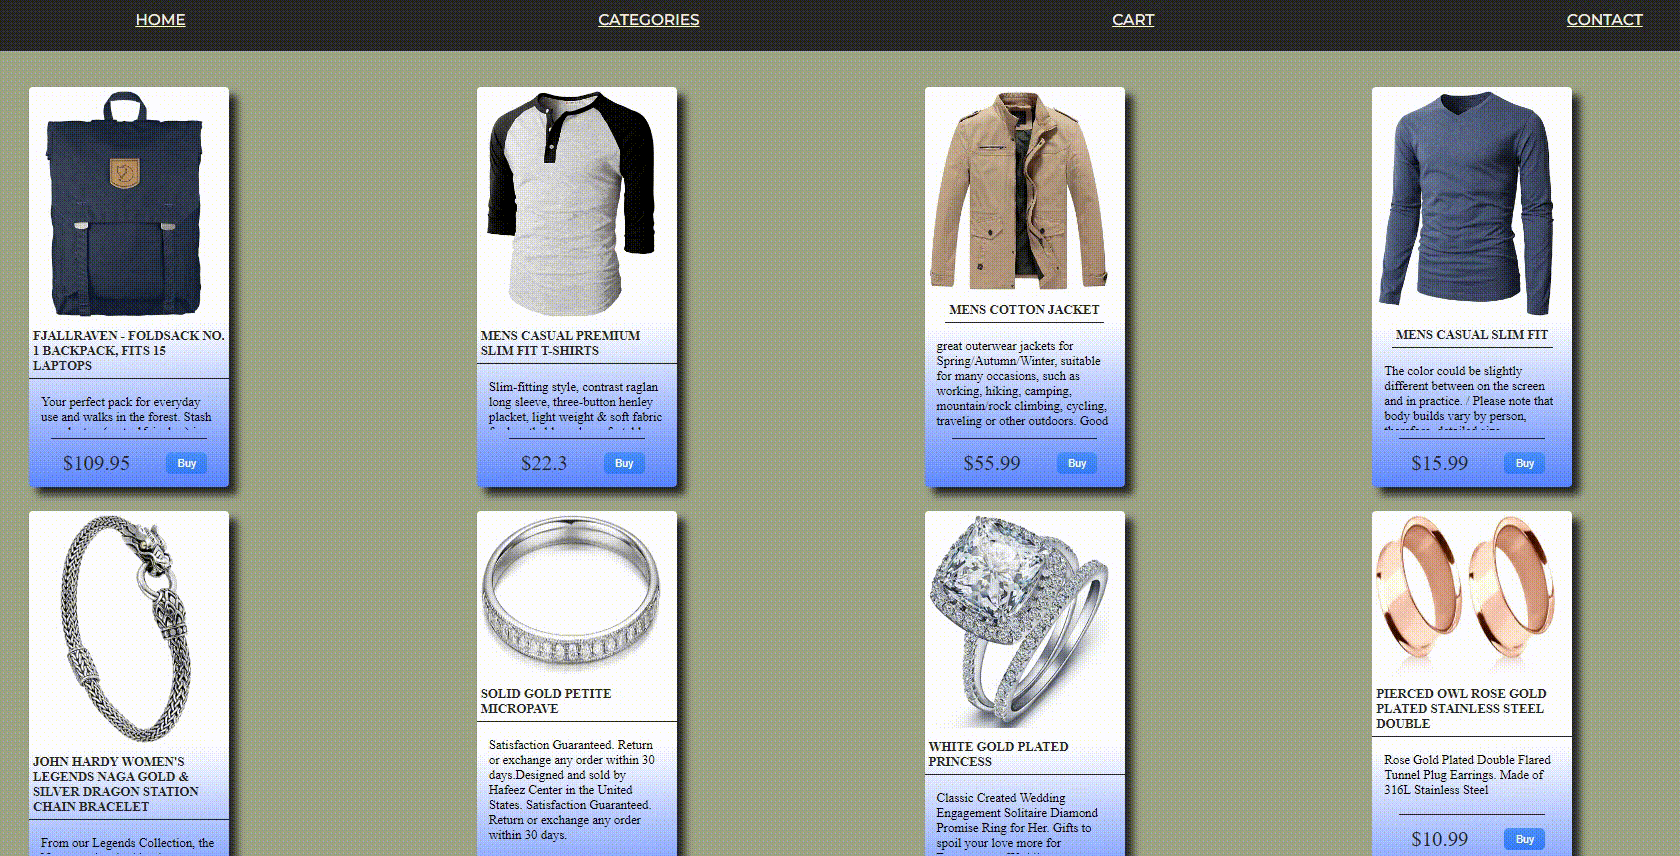 HOME
CATEGORIES
CART
CONTACT
FJALLRAVEN - FOLDSACK NO.
1 BACKPACK, FITS 15
LAPTOPS
Your perfect pack for everyday
use and walks in the forest. Stash
$109.95
Buy
MENS CASUAL PREMIUM
SLIM FIT T-SHIRTS
Slim-fitting style, contrast raglan
long sleeve, three-button henley
placket, light weight & soft fabric
$22.3
Buy
MENS COTTON JACKET
great outerwear jackets for
Spring/Autumn/Winter, suitable
for many occasions, such as
working, hiking, camping,
mountain/rock climbing, cycling,
traveling or other outdoors. Good
$55.99
Buy
MENS CASUAL SLIM FIT
The color could be slightly
different between on the screen
and in practice. / Please note that
body builds vary by person,
therefore, detailed size
$15.99
Buy
JOHN HARDY WOMEN'S
LEGENDS NAGA GOLD &
SILVER DRAGON STATION
CHAIN BRACELET
From our Legends Collection, the
SOLID GOLD PETITE
MICROPAVE
Satisfaction Guaranteed. Return
or exchange any order within 30
days.Designed and sold by
Hafeez Center in the United
States. Satisfaction Guaranteed.
Return or exchange any order
within 30 days.
WHITE GOLD PLATED
PRINCESS
Classic Created Wedding
Engagement Solitaire Diamond
Promise Ring for Her. Gifts to
spoil your love more for
PIERCED OWL ROSE GOLD
PLATED STAINLESS STEEL
DOUBLE
Rose Gold Plated Double Flared
Tunnel Plug Earrings. Made of
316L Stainless Steel
$10.99
Buy